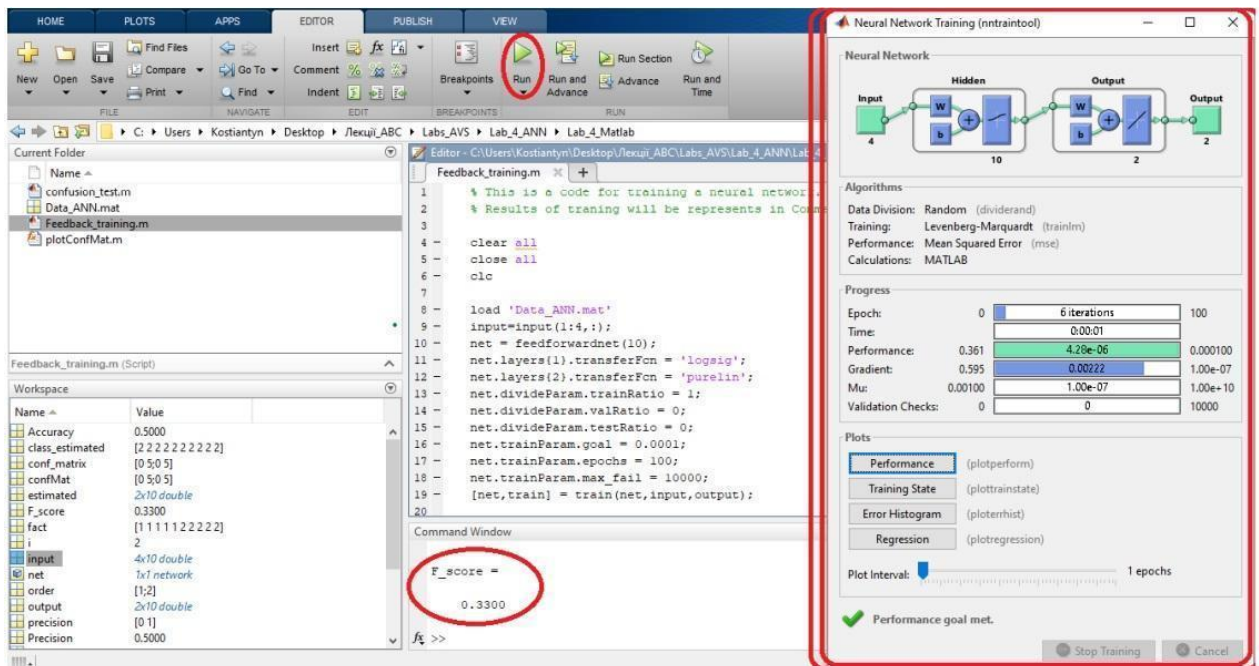 HOME PLOTS APPS EDITOR PUBLISH VIEW
New Open Save
Find Files
Compare
Print
FILE
Go To
Find
NAVIGATE
Insert
Comment
Indent
EDIT
Breakpoints
BREAKPOINTS
Run
Run and Advance
Run Section
Advance
Run and Time
RUN
C: Users Kostiantyn Desktop Лекції_ABC Labs_AVS Lab_4_ANN Lab_4_Matlab
Current Folder
Name
confusion_test.m
Data_ANN.mat
Feedback_training.m
plotConfMat.m
Feedback_training.m (Script)
Workspace
Name Value
Accuracy 0.5000
class_estimated [2 2 2 2 2 2 2 2 2 2]
conf_matrix [0 5;0 5]
confMat [0 5;0 5]
estimated 2x10 double
F_score 0.3300
fact [1 1 1 1 1 2 2 2 2 2]
i 2
input 4x10 double
net 1x1 network
order [1;2]
output 2x10 double
precision [0 1]
Precision 0.5000
Editor - C:\Users\Kostiantyn\Desktop\Лекції_ABC\Labs_AVS\Lab_4_ANN\Lab_4
Feedback_training.m
1 % This is a code for training a neural networ.
2 % Results of traning will be represents in Comm
3
4 - clear all
5 - close all
6 - clc
7
8 - load 'Data_ANN.mat'
9 - input=input(1:4,:);
10 - net = feedforwardnet(10);
11 - net.layers{1}.transferFcn = 'logsig';
12 - net.layers{2}.transferFcn = 'purelin';
13 - net.divideParam.trainRatio = 1;
14 - net.divideParam.valRatio = 0;
15 - net.divideParam.testRatio = 0;
16 - net.trainParam.goal = 0.0001;
17 - net.trainParam.epochs = 100;
18 - net.trainParam.max_fail = 10000;
19 - [net,train] = train(net,input,output);
20
Command Window
F_score =
0.3300
fx >>
Neural Network Training (nntraintool)
Neural Network
Hidden Output
Input W b W b Output
4 10 2 2
Algorithms
Data Division: Random (dividerand)
Training: Levenberg-Marquardt (trainlm)
Performance: Mean Squared Error (mse)
Calculations: MATLAB
Progress
Epoch: 0 6 iterations 100
Time: 0:00:01
Performance: 0.361 4.28e-06 0.000100
Gradient: 0.595 0.00222 1.00e-07
Mu: 0.00100 1.00e-07 1.00e+10
Validation Checks: 0 0 10000
Plots
Performance (plotperform)
Training State (plottrainstate)
Error Histogram (ploterrhist)
Regression (plotregression)
Plot Interval: 1 epochs
Performance goal met.
Stop Training Cancel